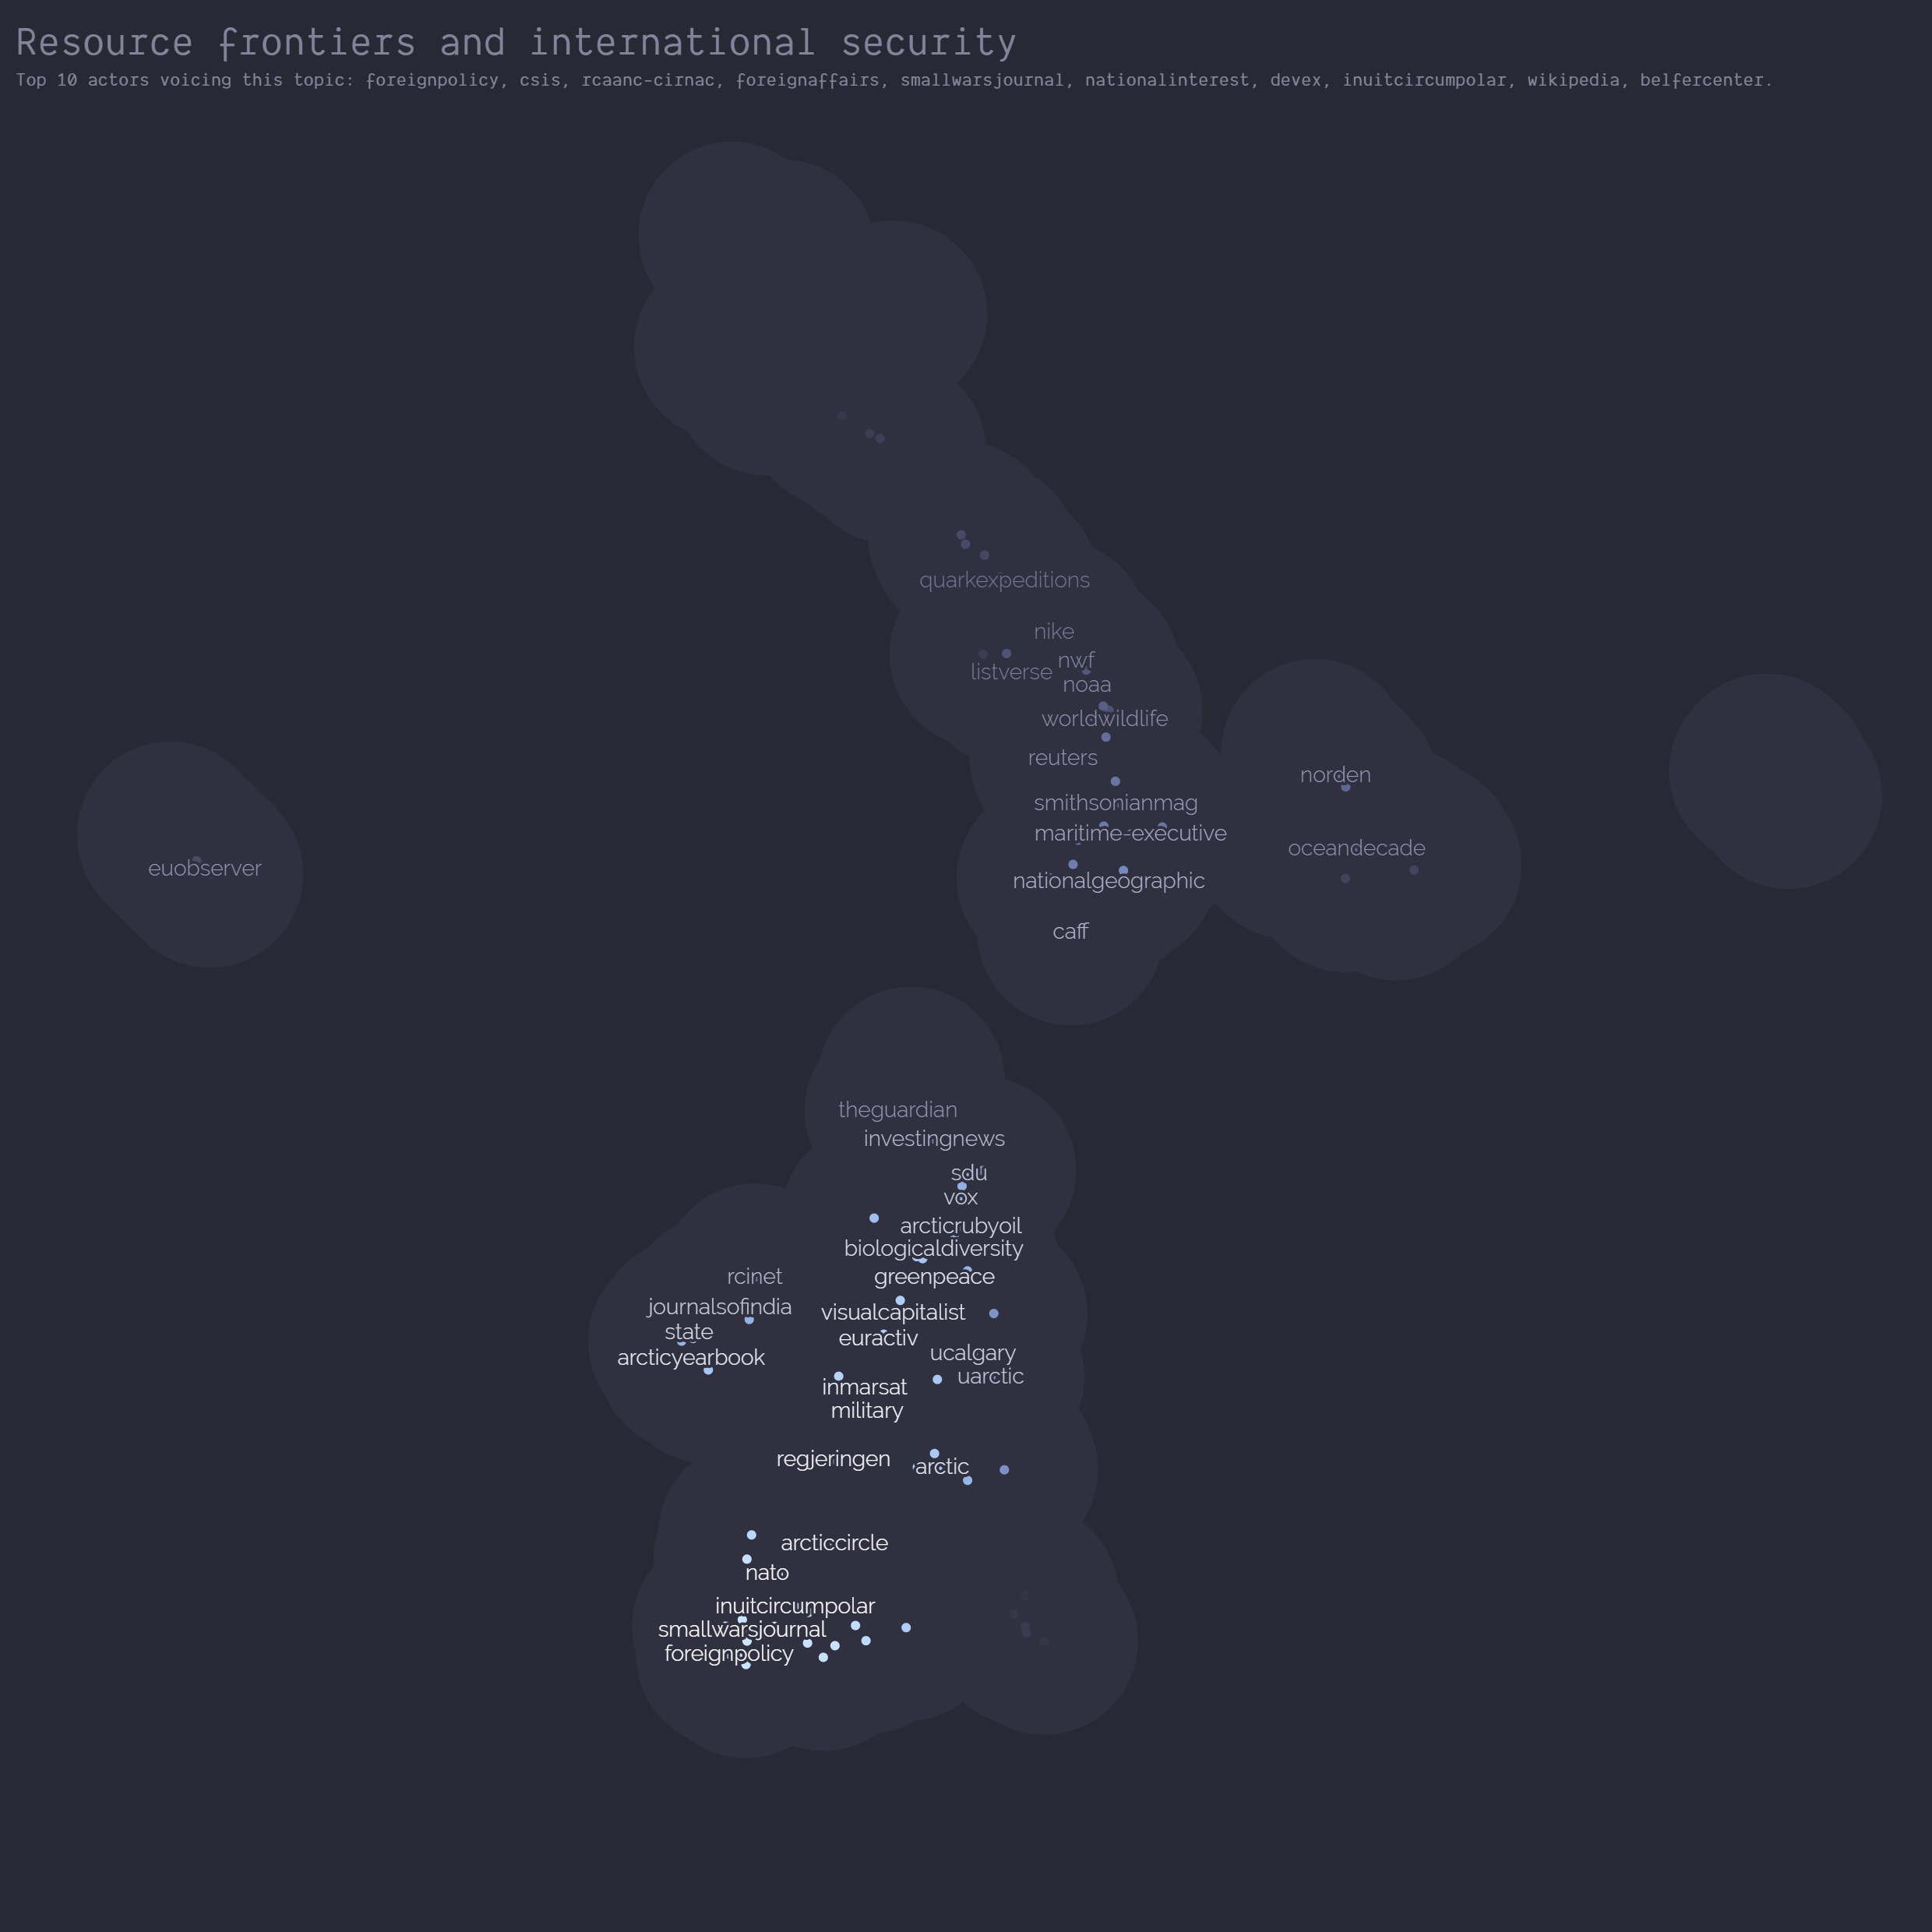 Resource frontiers and international security
Top 10 actors voicing this topic: foreignpolicy, csis, rcaanc-cirnac, foreignaffairs, smallwarsjournal, nationalinterest, devex, inuitcircumpolar, wikipedia, belfercenter.
quarkexpeditions
nike
nwf
listverse
noaa
worldwildlife
reuters
norden
smithsonianmag
maritime-executive
oceandecade
euobserver
nationalgeographic
caff
theguardian
investingnews
sdu
vox
arcticrubyoil
biologicaldiversity
rcinet
greenpeace
journalsofindia
visualcapitalist
state
euractiv
ucalgary
arcticyearbook
uarctic
inmarsat
military
regjeringen
arctic
arcticcircle
nato
inuitcircumpolar
smallwarsjournal
foreignpolicy